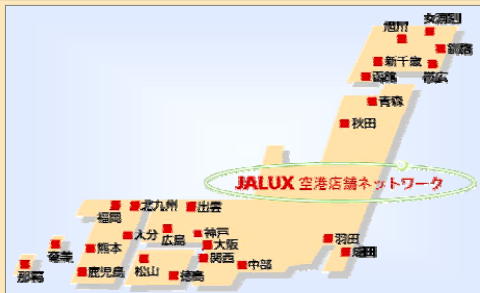 女満別
旭川
釧路
新千歳
帯広
函館
青森
秋田
JALUX 空港店舗ネットワーク
北九州
出雲
福岡
大分
広島
神戸
羽田
成田
大阪
奄美
熊本
関西
中部
那覇
鹿児島
松山
徳島